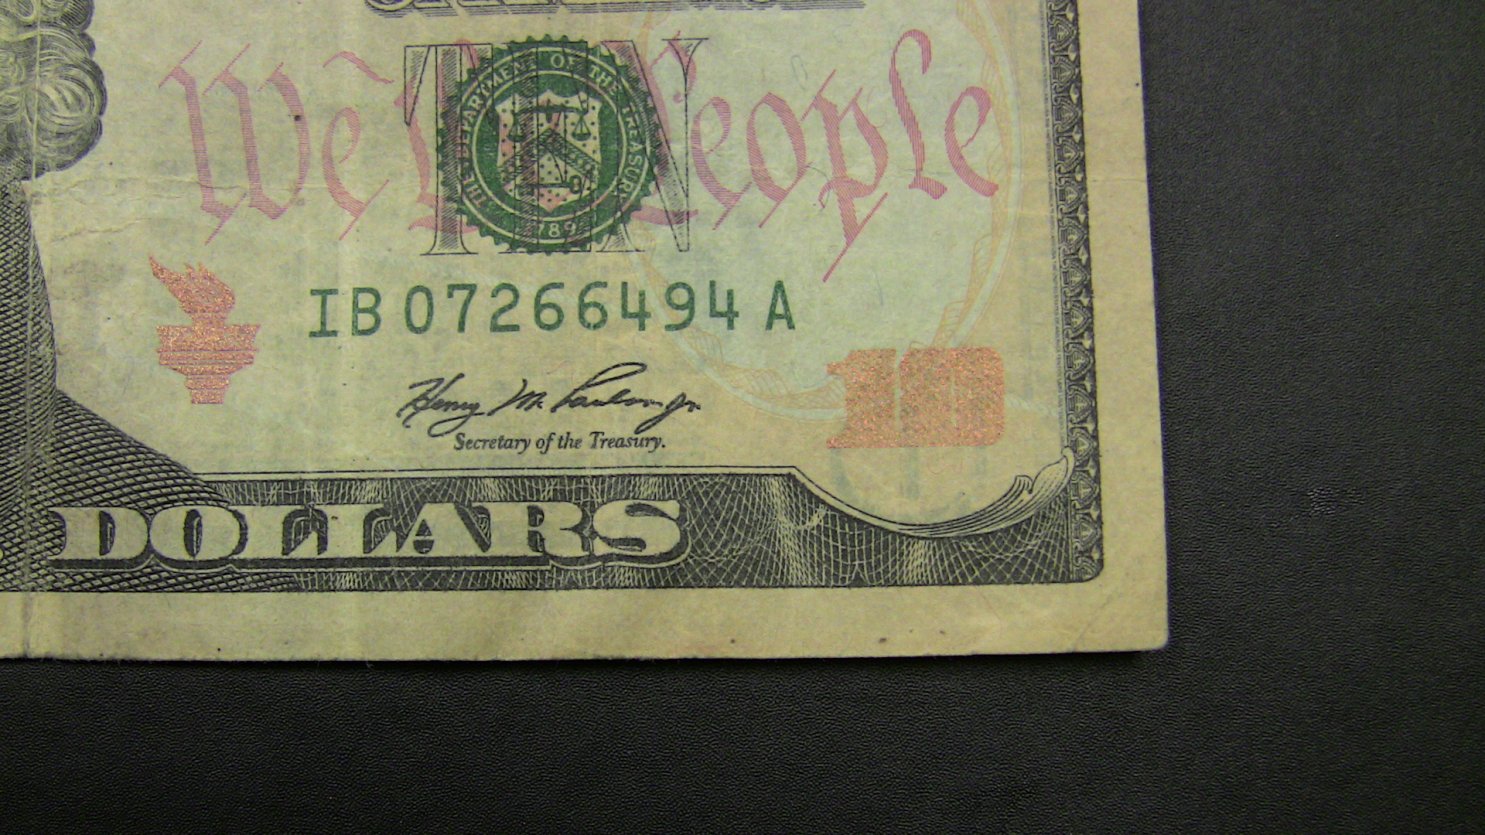 We the People
TEN
THE DEPARTMENT OF THE TREASURY
1789
IB 07266494 A
Henry M. Paulson Jr.
Secretary of the Treasury.
10
DOLLARS